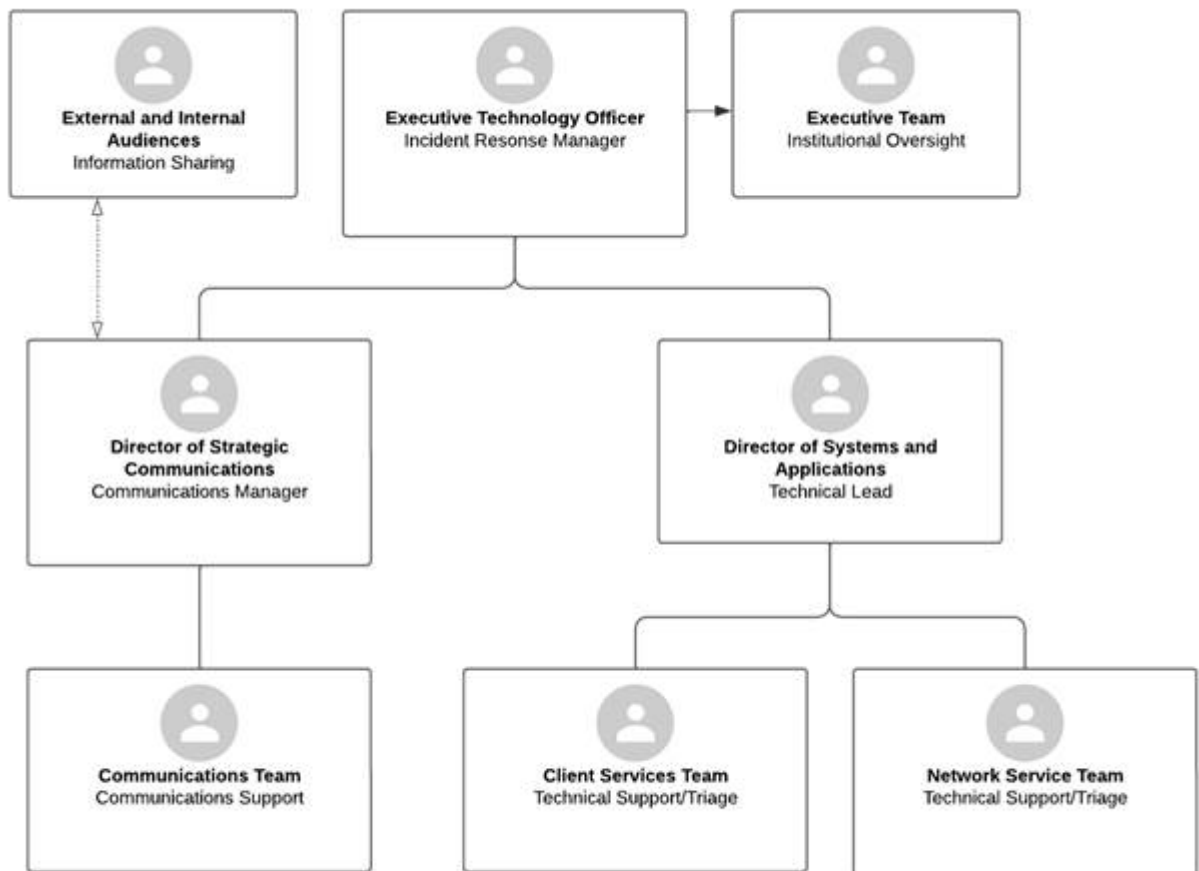 External and Internal
Audiences
Information Sharing
Executive Technology Officer
Incident Resonse Manager
Executive Team
Institutional Oversight
Director of Strategic
Communications
Communications Manager
Director of Systems and
Applications
Technical Lead
Communications Team
Communications Support
Client Services Team
Technical Support/Triage
Network Service Team
Technical Support/Triage